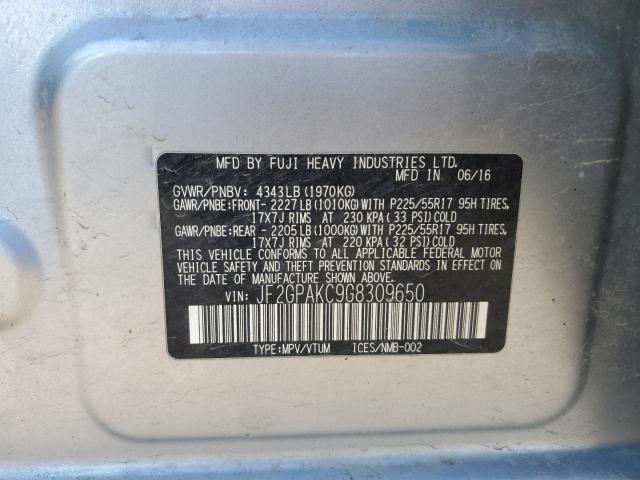 MFD BY FUJI HEAVY INDUSTRIES LTD.
MFD IN 06/16
GVWR/PNBV: 4343LB(1970KG)
GAWR/PNBE:FRONT- 2227LB(1010KG)WITH P225/55R17 95H TIRES,
17X7J RIMS AT 230 KPA(33 PSI)COLD
GAWR/PNBE:REAR - 2205LB(1000KG)WITH P225/55R17 95H TIRES,
17X7J RIMS AT 220 KPA(32 PSI)COLD
THIS VEHICLE CONFORMS TO ALL APPLICABLE FEDERAL MOTOR
VEHICLE SAFETY AND THEFT PREVENTION STANDARDS IN EFFECT
ON THE DATE OF MANUFACTURE SHOWN ABOVE.
VIN: JF2GPAKC9G8309650
TYPE:MPV/VTUM ICES/NMB-002